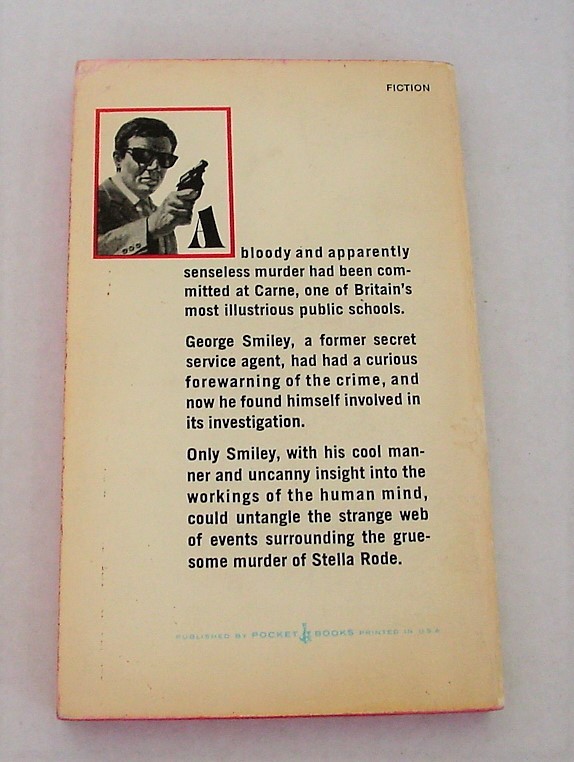 FICTION
A
bloody and apparently
senseless murder had been com-
mitted at Carne, one of Britain's
most illustrious public schools.
George Smiley, a former secret
service agent, had had a curious
forewarning of the crime, and
now he found himself involved in
its investigation.
Only Smiley, with his cool man-
ner and uncanny insight into the
workings of the human mind,
could untangle the strange web
of events surrounding the grue-
some murder of Stella Rode.
PUBLISHED BY POCKET BOOKS PRINTED IN U.S.A.